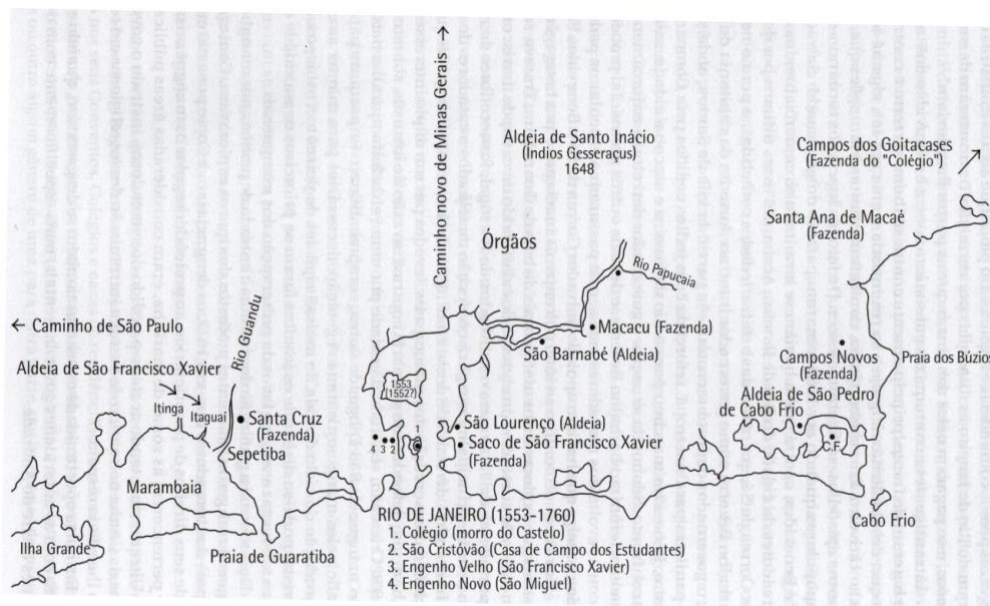 Caminho novo de Minas Gerais
Aldeia de Santo Inácio
(Índios Gesseraçus)
1648
Campos dos Goitacases
(Fazenda do "Colégio")
Santa Ana de Macaé
(Fazenda)
Órgãos
Rio Papucaia
← Caminho de São Paulo
Rio Guandu
Macacu (Fazenda)
São Barnabé (Aldeia)
Campos Novos
(Fazenda)
Praia dos Búzios
Aldeia de São Francisco Xavier
Itinga
Itaguaí
Santa Cruz
(Fazenda)
Sepetiba
1553
(1552?)
Aldeia de São Pedro
de Cabo Frio
C.F.
São Lourenço (Aldeia)
Saco de São Francisco Xavier
(Fazenda)
4 3 2
1
Marambaia
Ilha Grande
Praia de Guaratiba
Cabo Frio
RIO DE JANEIRO (1553-1760)
1. Colégio (morro do Castelo)
2. São Cristóvão (Casa de Campo dos Estudantes)
3. Engenho Velho (São Francisco Xavier)
4. Engenho Novo (São Miguel)